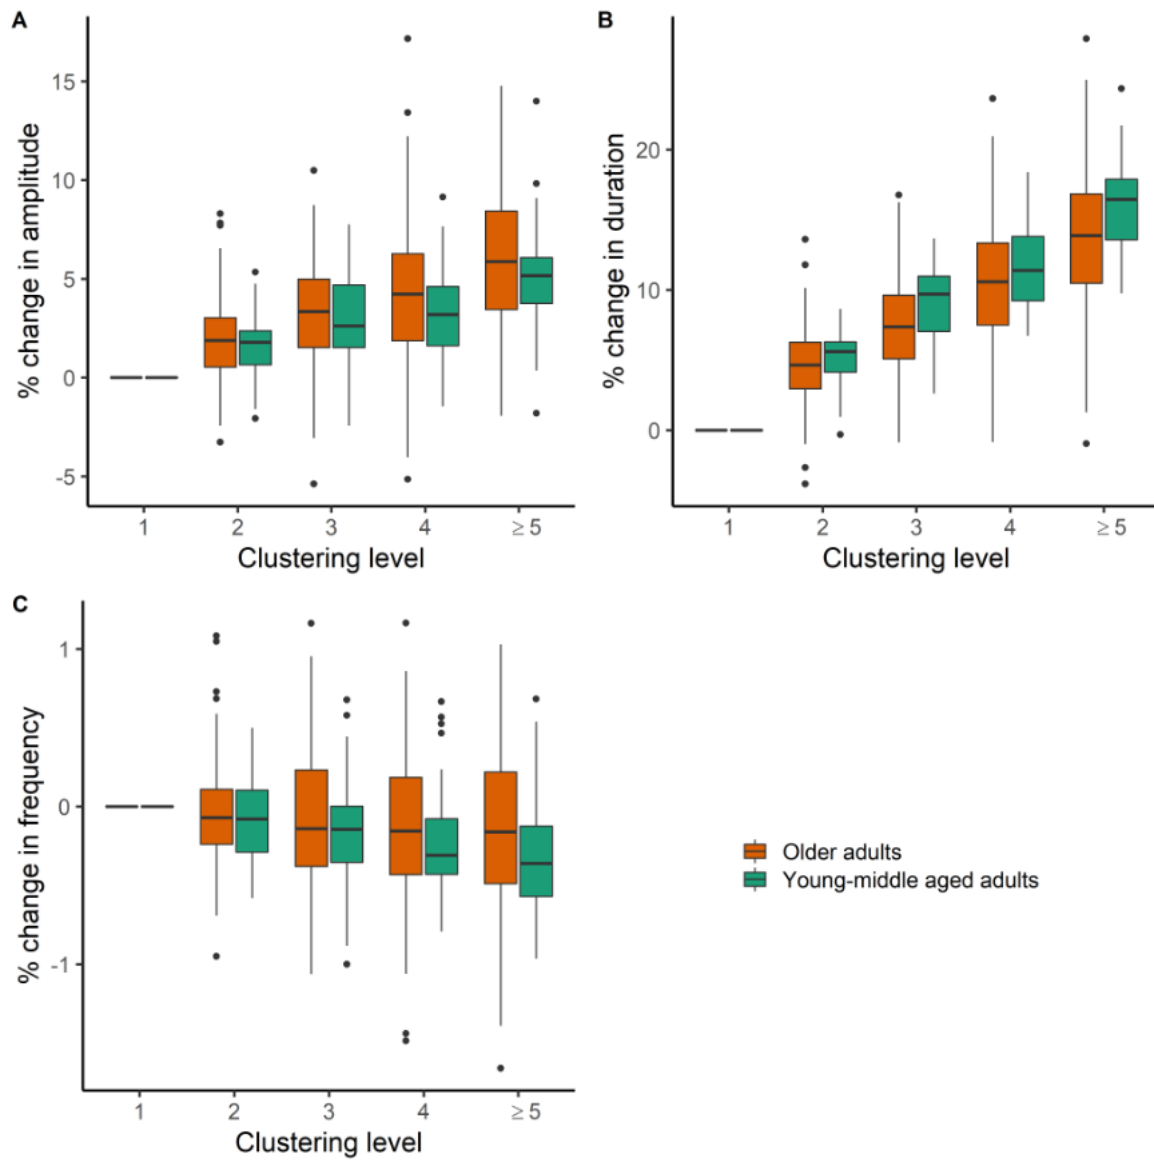 A
% change in amplitude
15
10
5
0
-5
1 2 3 4 ≥ 5
Clustering level
B
% change in duration
20
10
0
1 2 3 4 ≥ 5
Clustering level
C
% change in frequency
1
0
-1
1 2 3 4 ≥ 5
Clustering level
Older adults
Young-middle aged adults